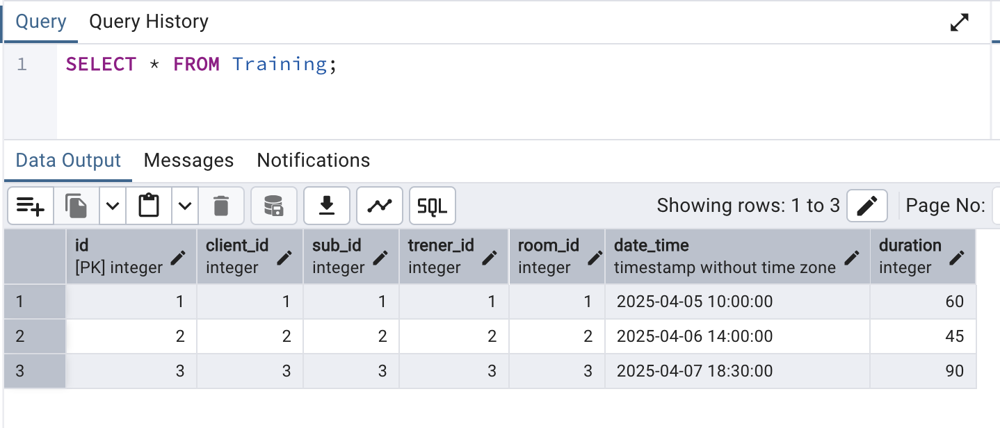 Query Query History
1 SELECT * FROM Training;
Data Output Messages Notifications
SQL Showing rows: 1 to 3 Page No:
id client_id sub_id trener_id room_id date_time duration
[PK] integer integer integer integer integer timestamp without time zone integer
1 1 1 1 1 1 2025-04-05 10:00:00 60
2 2 2 2 2 2 2025-04-06 14:00:00 45
3 3 3 3 3 3 2025-04-07 18:30:00 90